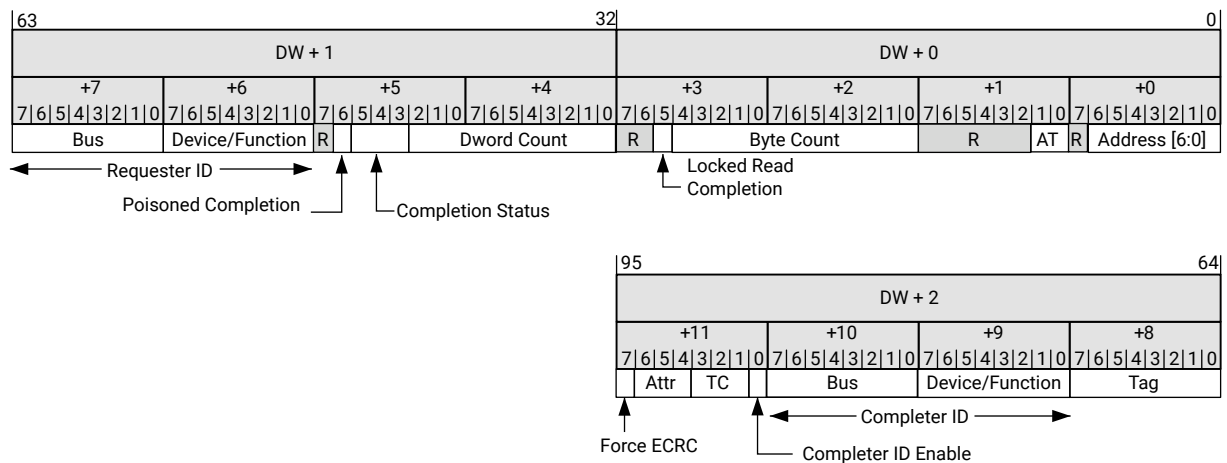 63 32 0
DW + 1 DW + 0
+7 +6 +5 +4 +3 +2 +1 +0
7|6|5|4|3|2|1|0 7|6|5|4|3|2|1|0 7|6|5|4|3|2|1|0 7|6|5|4|3|2|1|0 7|6|5|4|3|2|1|0 7|6|5|4|3|2|1|0 7|6|5|4|3|2|1|0 7|6|5|4|3|2|1|0
Bus Device/Function R Dword Count R Byte Count R AT R Address [6:0]
Requester ID
Locked Read
Completion
Poisoned Completion Completion Status
95 64
DW + 2
+11 +10 +9 +8
7|6|5|4|3|2|1|0 7|6|5|4|3|2|1|0 7|6|5|4|3|2|1|0 7|6|5|4|3|2|1|0
Attr TC Bus Device/Function Tag
Completer ID
Force ECRC
Completer ID Enable